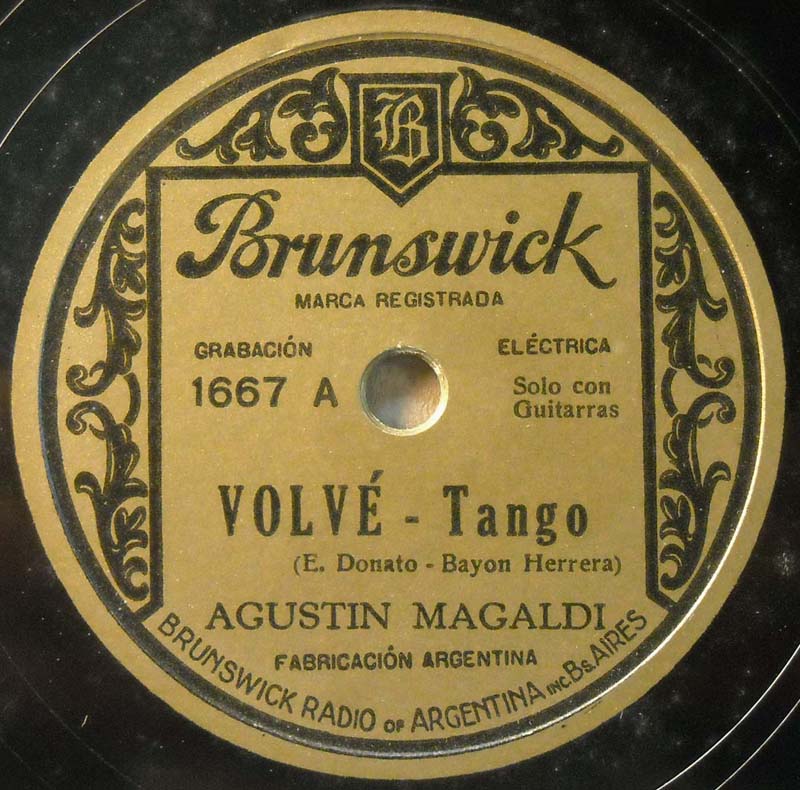 B
Brunswick
MARCA REGISTRADA
GRABACIÓN ELÉCTRICA
1667 A Solo con
Guitarras
VOLVÉ - Tango
(E. Donato - Bayon Herrera)
AGUSTIN MAGALDI
FABRICACIÓN ARGENTINA
BRUNSWICK RADIO OF ARGENTINA INC. Bs. AIRES